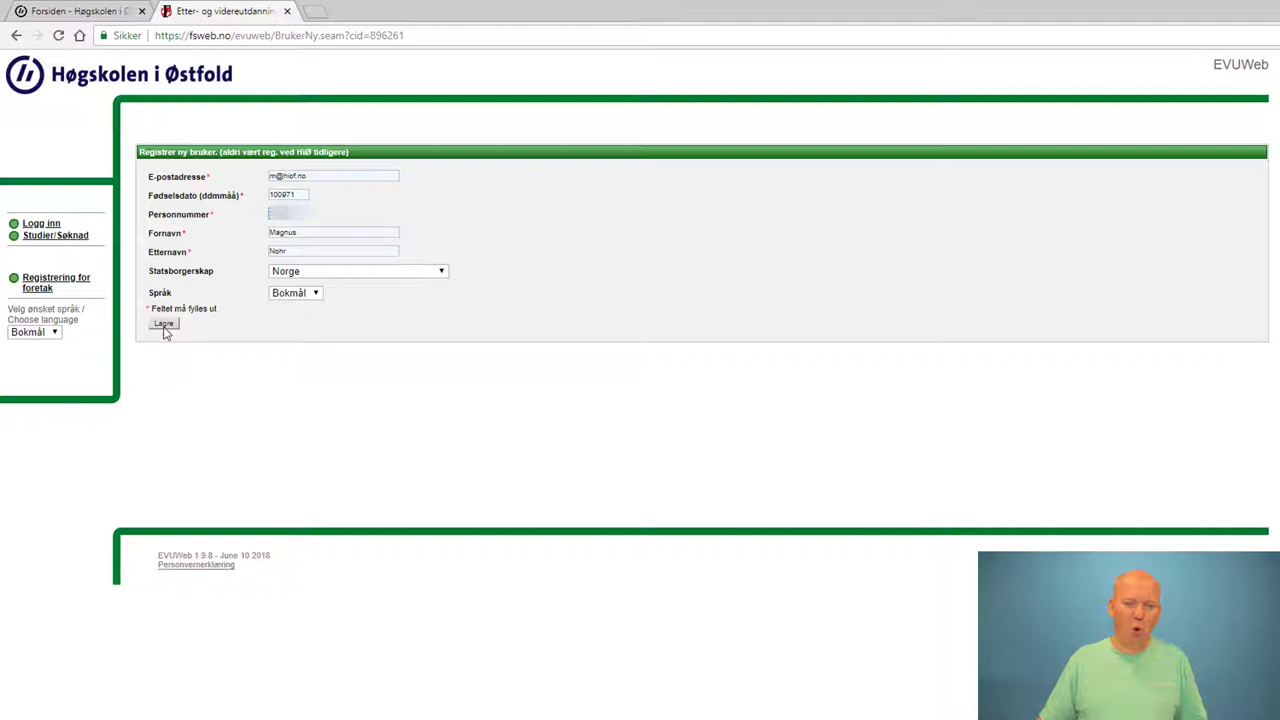 Forsiden - Høgskolen i
Etter- og videreutdannin
Sikker
https://fsweb.no/evuweb/BrukerNy.seam?cid=896261
Høgskolen i Østfold
EVUWeb
Registrer ny bruker. (aldri vært reg. ved HiØ tidligere)
E-postadresse * m@hiof.no
Fødselsdato (ddmmåå) * 100971
Personnummer *
Fornavn * Magnus
Etternavn * Nohr
Statsborgerskap Norge
Språk Bokmål
* Feltet må fylles ut
Lagre
Logg inn
Studier/Søknad
Registrering for
foretak
Velg ønsket språk /
Choose language
Bokmål
EVUWeb 1.9.8 - June 10 2018
Personvernerklæring